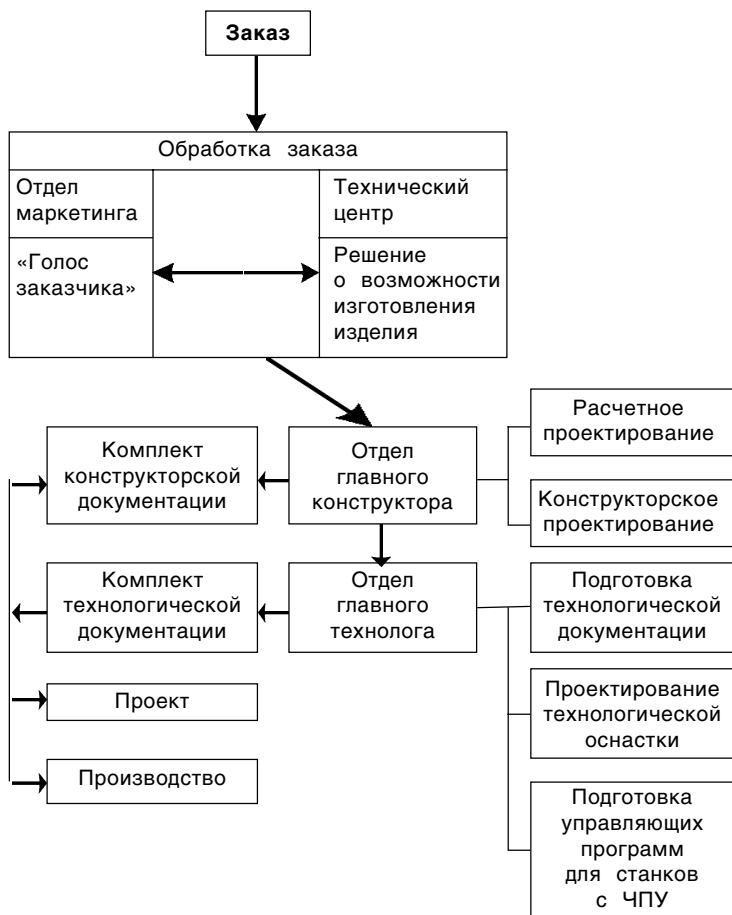 Заказ
Обработка заказа
Отдел
маркетинга
Технический
центр
«Голос
заказчика»
Решение
о возможности
изготовления
изделия
Комплект
конструкторской
документации
Отдел
главного
конструктора
Расчетное
проектирование
Конструкторское
проектирование
Комплект
технологической
документации
Отдел
главного
технолога
Подготовка
технологической
документации
Проект
Проектирование
технологической
оснастки
Производство
Подготовка
управляющих
программ
для станков
с ЧПУ